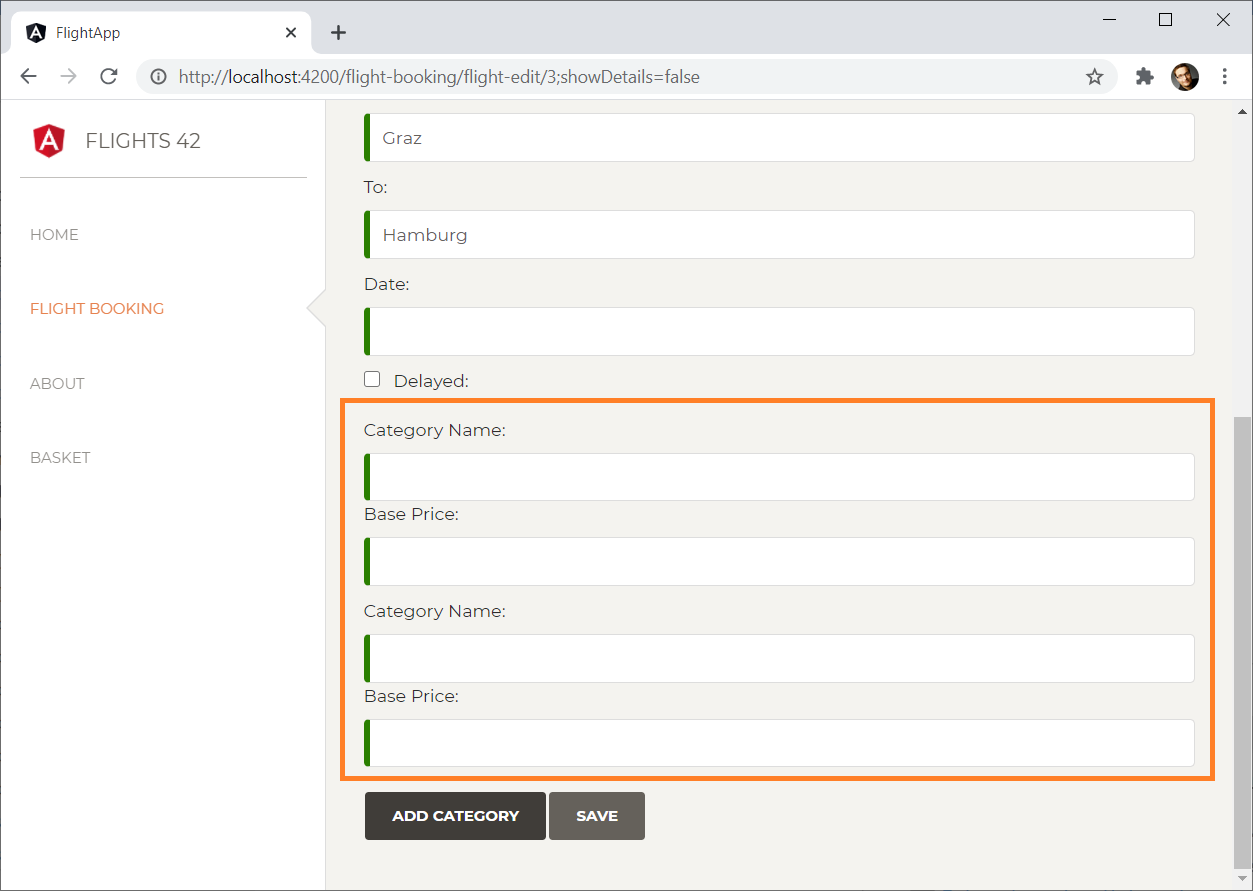 FlightApp
http://localhost:4200/flight-booking/flight-edit/3;showDetails=false
FLIGHTS 42
HOME
FLIGHT BOOKING
ABOUT
BASKET
Graz
To:
Hamburg
Date:
Delayed:
Category Name:
Base Price:
Category Name:
Base Price:
ADD CATEGORY SAVE